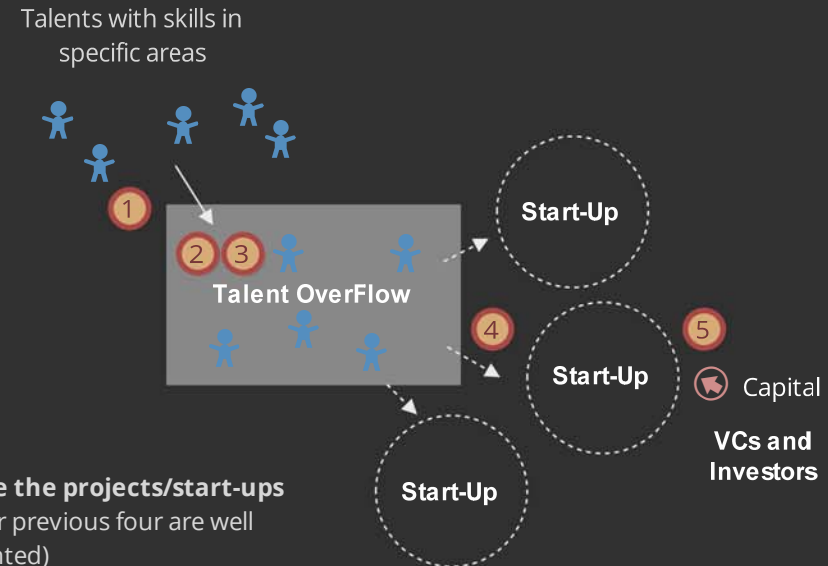 Talents with skills in
specific areas
1
2 3
Talent OverFlow
Start-Up
4
Start-Up
5
Capital
VCs and
Investors
Start-Up
e the projects/start-ups
r previous four are well
nted)